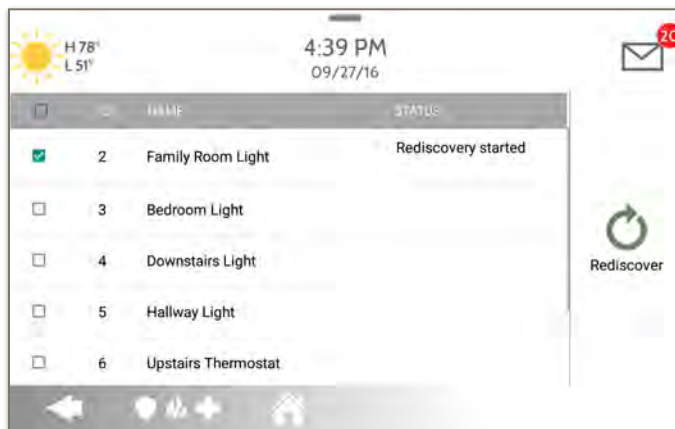 H 78°
L 51°
4:39 PM
09/27/16
20
ID NAME STATUS
2 Family Room Light Rediscovery started
3 Bedroom Light
4 Downstairs Light
5 Hallway Light
6 Upstairs Thermostat
Rediscover